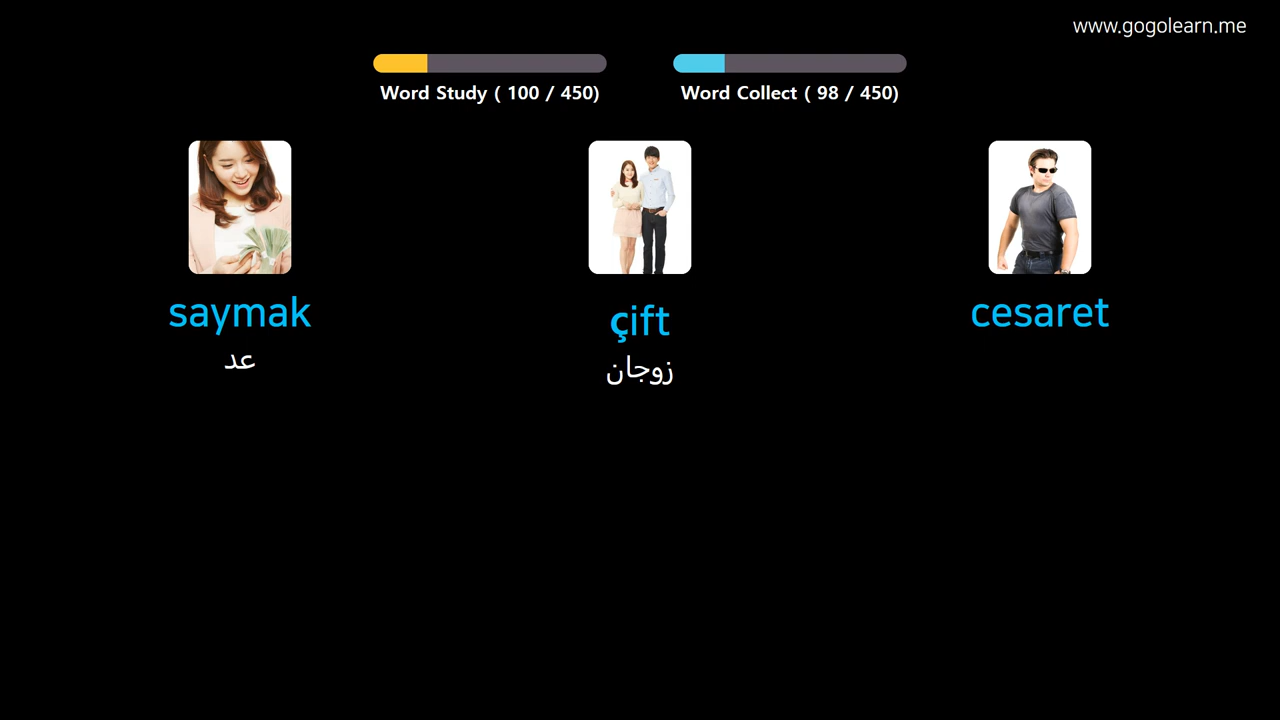 www.gogolearn.me
Word Study ( 100 / 450)
Word Collect ( 98 / 450)
saymak
عد
çift
زوجان
cesaret